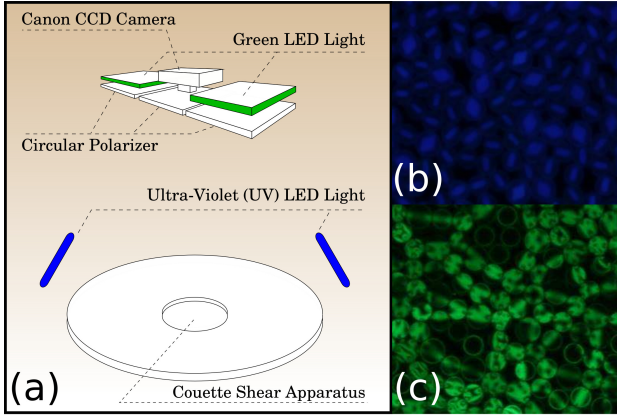 Canon CCD Camera
Green LED Light
Circular Polarizer
Ultra-Violet (UV) LED Light
Couette Shear Apparatus
(a)
(b)
(c)